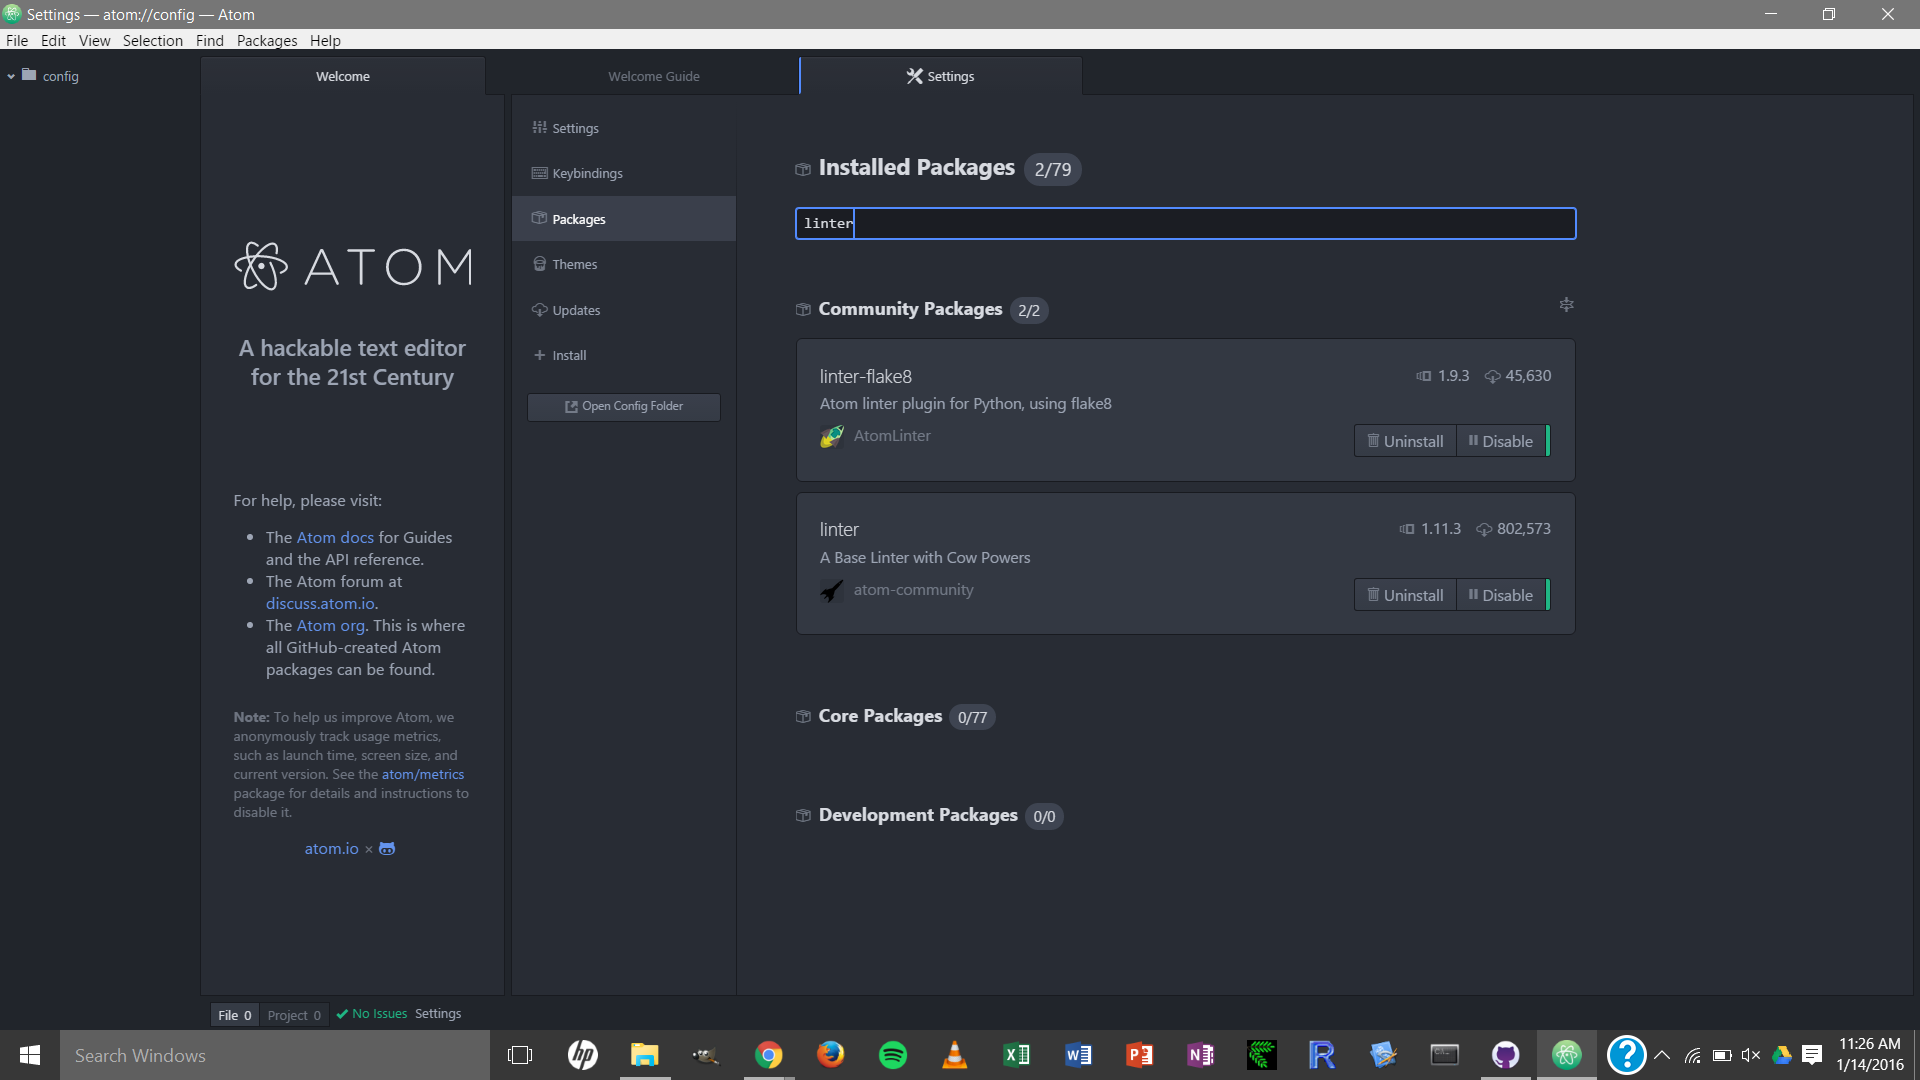 Settings — atom://config — Atom
File Edit View Selection Find Packages Help
config
Welcome
Welcome Guide
Settings
ATOM
A hackable text editor
for the 21st Century
For help, please visit:
The Atom docs for Guides
and the API reference.
The Atom forum at
discuss.atom.io.
The Atom org. This is where
all GitHub-created Atom
packages can be found.
Note: To help us improve Atom, we
anonymously track usage metrics,
such as launch time, screen size, and
current version. See the atom/metrics
package for details and instructions to
disable it.
atom.io ×
Settings
Keybindings
Packages
Themes
Updates
+ Install
Open Config Folder
Installed Packages 2/79
linter
Community Packages 2/2
linter-flake8 1.9.3 45,630
Atom linter plugin for Python, using flake8
AtomLinter Uninstall Disable
linter 1.11.3 802,573
A Base Linter with Cow Powers
atom-community Uninstall Disable
Core Packages 0/77
Development Packages 0/0
File 0 Project 0 No Issues Settings
Search Windows
11:26 AM
1/14/2016